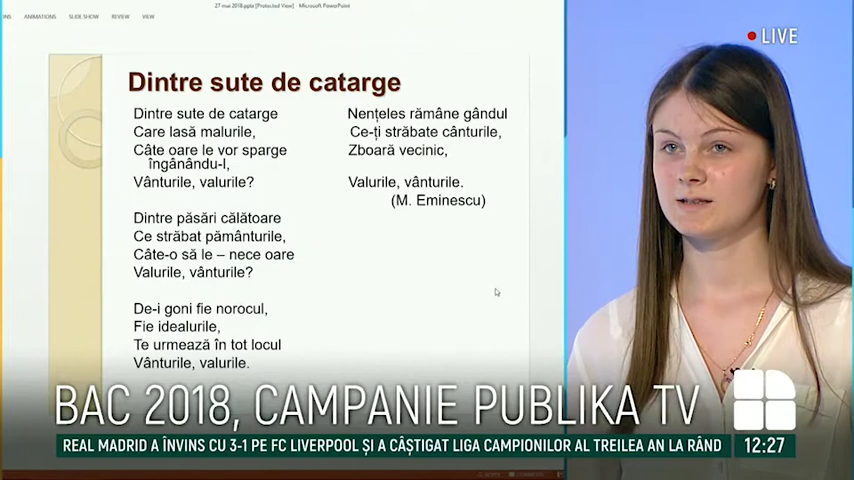 27 mai 2018.pptx [Protected View] - Microsoft PowerPoint
ANIMATIONS SLIDE SHOW REVIEW VIEW
LIVE
Dintre sute de catarge
Dintre sute de catarge
Care lasă malurile,
Câte oare le vor sparge
îngânându-l,
Vânturile, valurile?
Dintre păsări călătoare
Ce străbat pământurile,
Câte-o să le – nece oare
Valurile, vânturile?
De-i goni fie norocul,
Fie idealurile,
Te urmează în tot locul
Vânturile, valurile.
Nențeles rămâne gândul
Ce-ți străbate cânturile,
Zboară vecinic,
Valurile, vânturile.
(M. Eminescu)
BAC 2018, CAMPANIE PUBLIKA TV
REAL MADRID A ÎNVINS CU 3-1 PE FC LIVERPOOL ȘI A CÂȘTIGAT LIGA CAMPIONILOR AL TREILEA AN LA RÂND
12:27